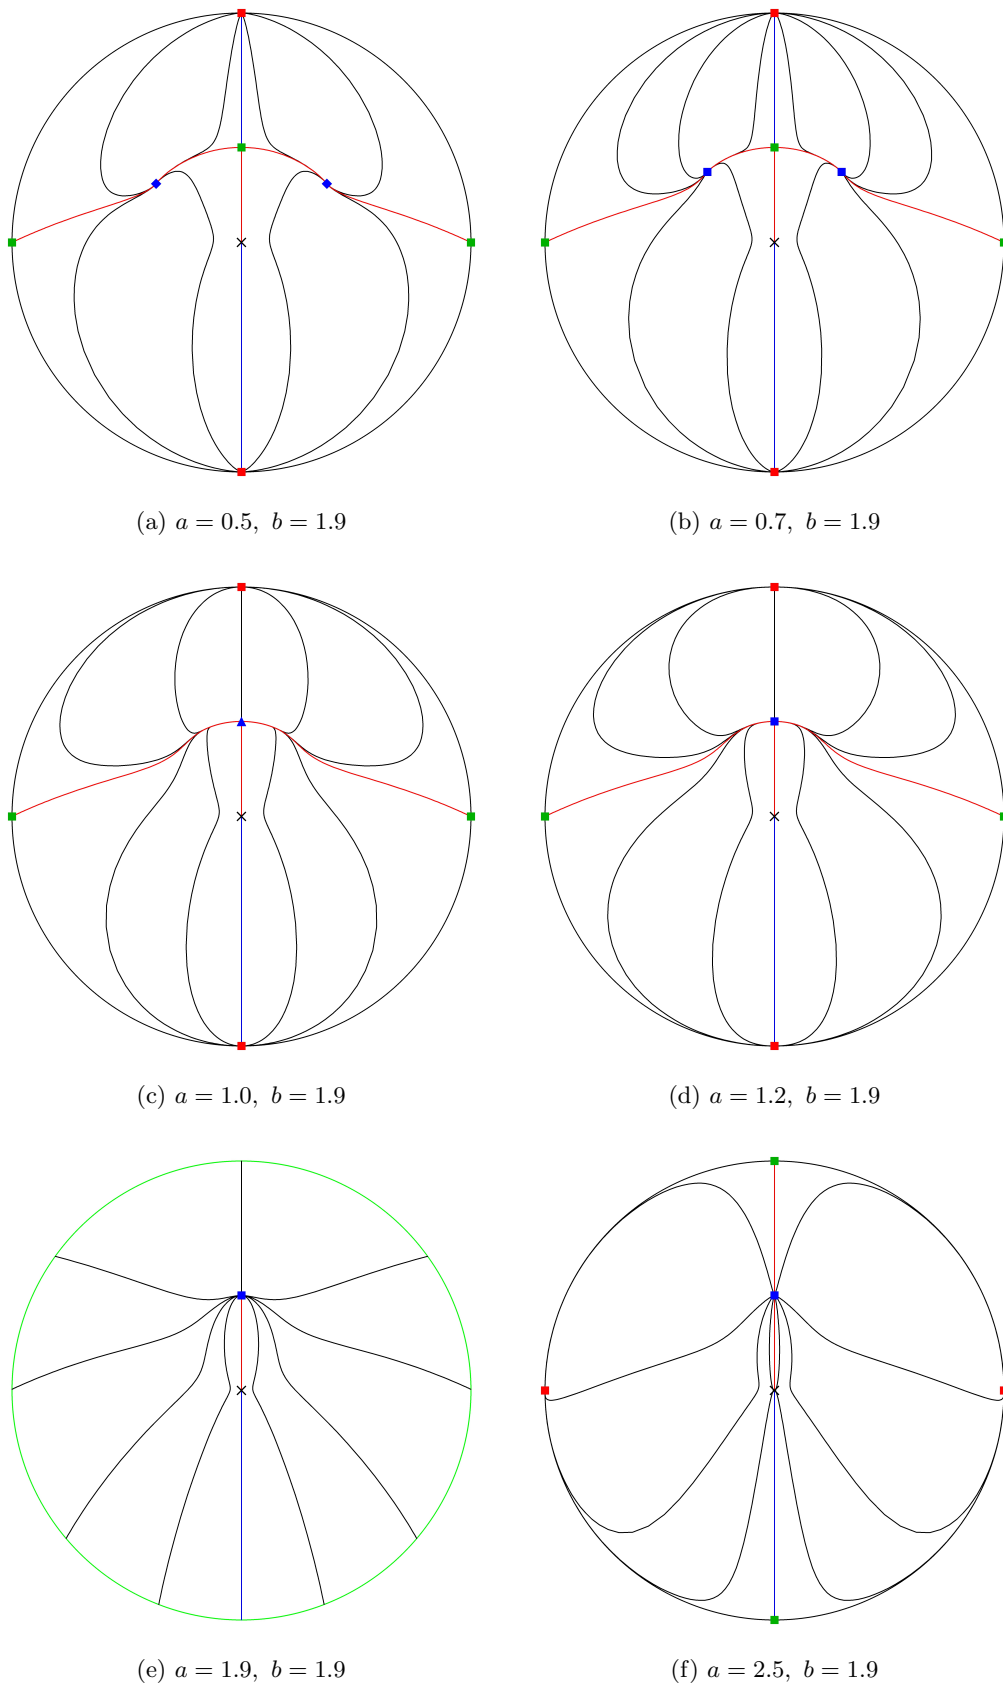 (a) a = 0.5, b = 1.9
(b) a = 0.7, b = 1.9
(c) a = 1.0, b = 1.9
(d) a = 1.2, b = 1.9
(e) a = 1.9, b = 1.9
(f) a = 2.5, b = 1.9